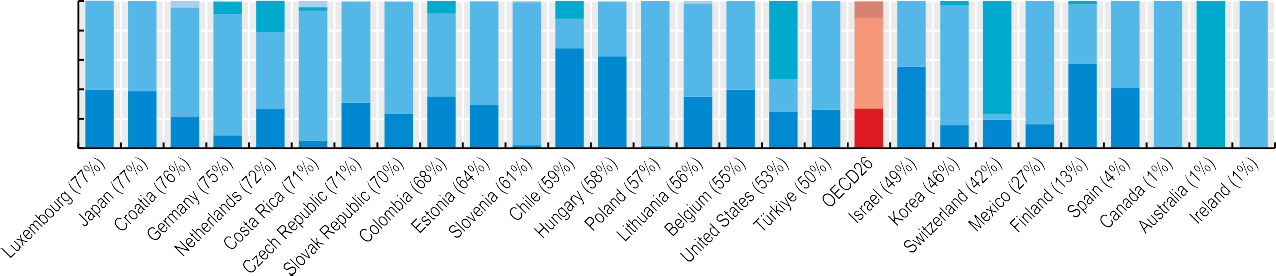 Luxembourg (77%)
Japan (77%)
Croatia (76%)
Germany (75%)
Netherlands (72%)
Costa Rica (71%)
Czech Republic (71%)
Slovak Republic (70%)
Colombia (68%)
Estonia (64%)
Slovenia (61%)
Chile (59%)
Hungary (58%)
Poland (57%)
Lithuania (56%)
Belgium (55%)
United States (53%)
Türkiye (50%)
OECD26
Israel (49%)
Korea (46%)
Switzerland (42%)
Mexico (27%)
Finland (13%)
Spain (4%)
Canada (1%)
Australia (1%)
Ireland (1%)